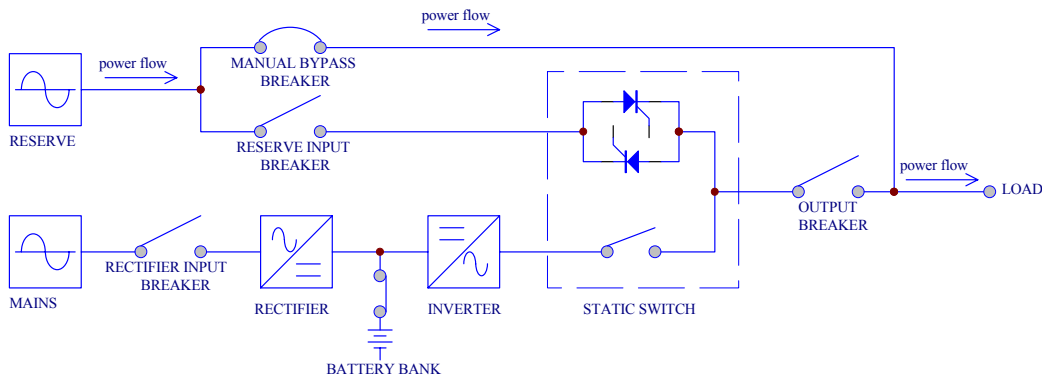 power flow
power flow
MANUAL BYPASS
BREAKER
RESERVE
RESERVE INPUT
BREAKER
power flow
LOAD
OUTPUT
BREAKER
RECTIFIER INPUT
BREAKER
MAINS
RECTIFIER
INVERTER
STATIC SWITCH
BATTERY BANK